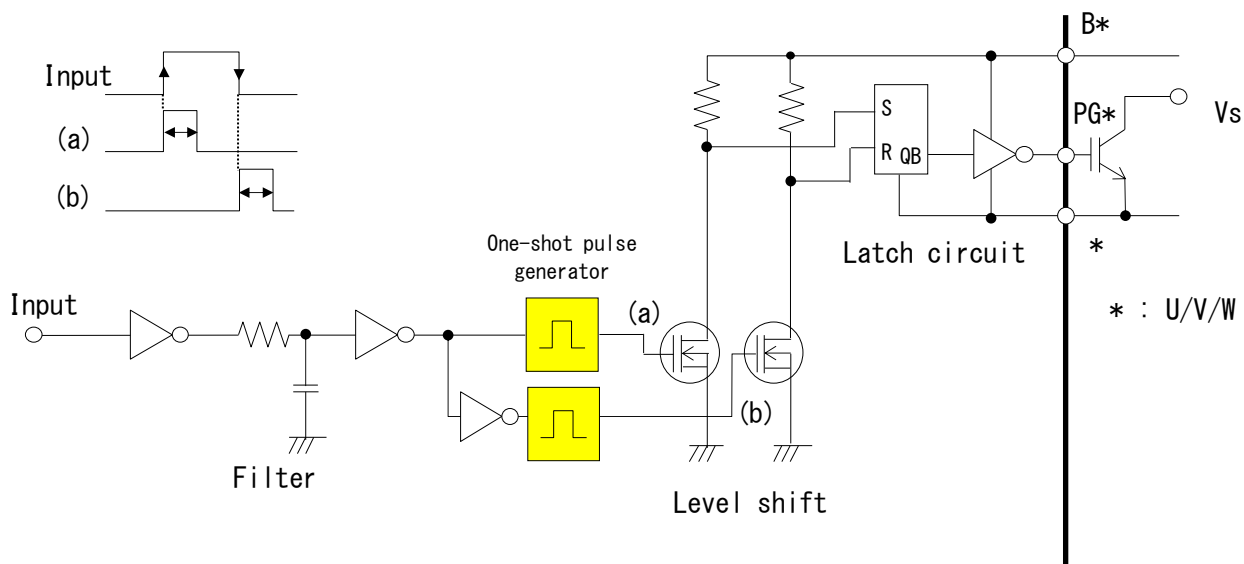 B*
Input
S
PG*
Vs
(a)
R
QB
(b)
One-shot pulse
generator
Latch circuit
*
Input
(a)
* : U/V/W
(b)
Filter
Level shift